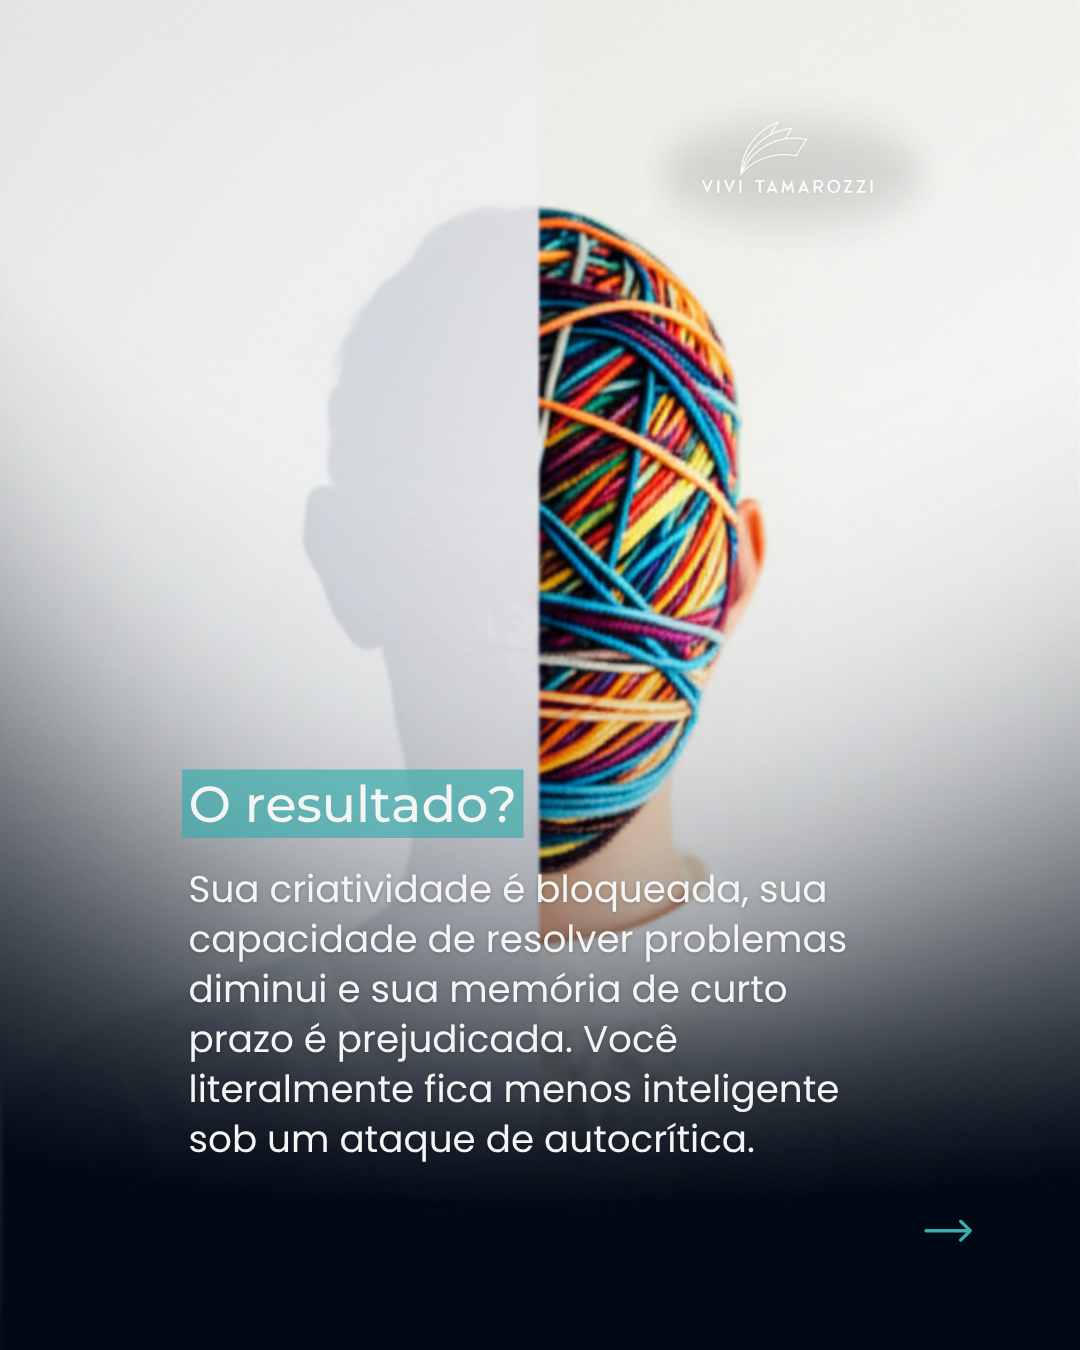 VIVI TAMAROZZI
O resultado?
Sua criatividade é bloqueada, sua
capacidade de resolver problemas
diminui e sua memória de curto
prazo é prejudicada. Você
literalmente fica menos inteligente
sob um ataque de autocrítica.